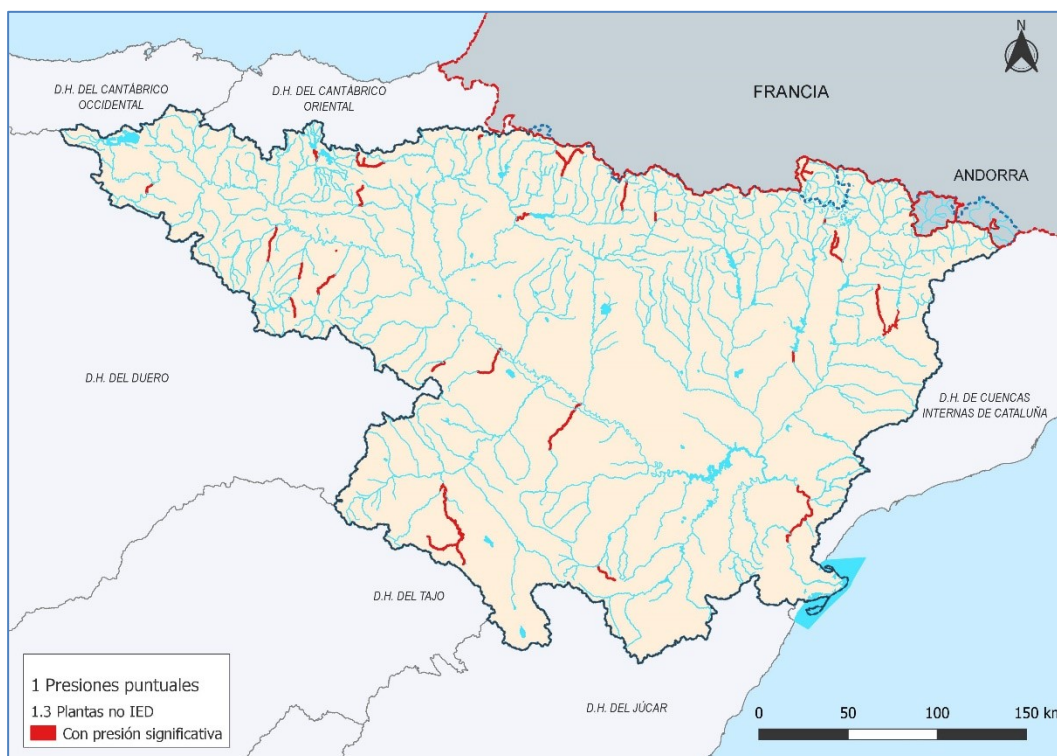 N
D.H. DEL CANTÁBRICO
OCCIDENTAL
D.H. DEL CANTÁBRICO
ORIENTAL
FRANCIA
ANDORRA
D.H. DEL DUERO
D.H. DE CUENCAS
INTERNAS DE CATALUÑA
D.H. DEL TAJO
D.H. DEL JÚCAR
1 Presiones puntuales
1.3 Plantas no IED
Con presión significativa
0 50 100 150 km